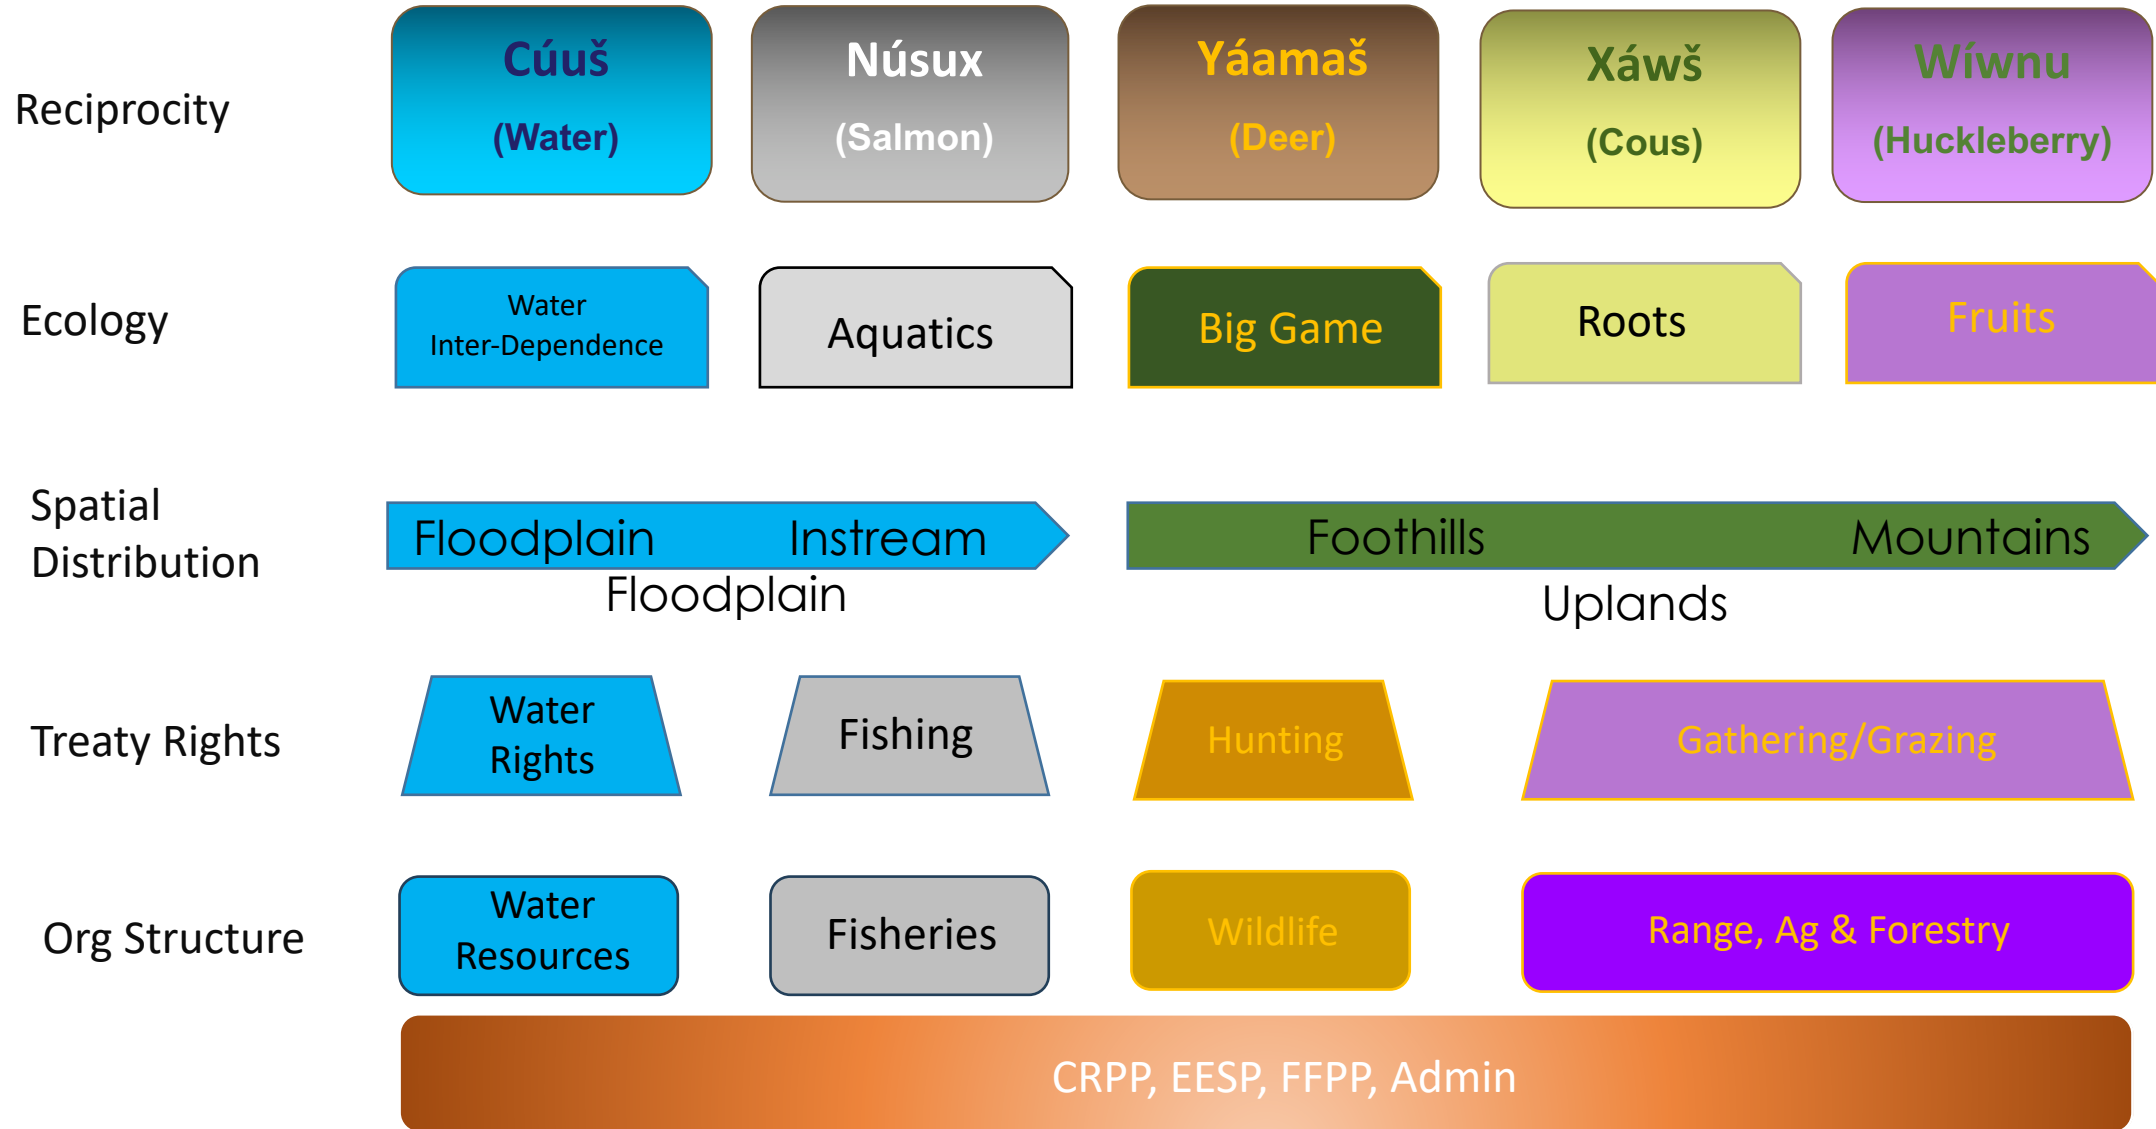 Reciprocity
Cúuš
(Water)
Núsux
(Salmon)
Yáamaš
(Deer)
Xáwš
(Cous)
Wíwnu
(Huckleberry)
Ecology
Water
Inter-Dependence
Aquatics
Big Game
Roots
Fruits
Spatial
Distribution
Floodplain
Instream
Floodplain
Foothills
Mountains
Uplands
Treaty Rights
Water
Rights
Fishing
Hunting
Gathering/Grazing
Org Structure
Water
Resources
Fisheries
Wildlife
Range, Ag & Forestry
CRPP, EESP, FFPP, Admin